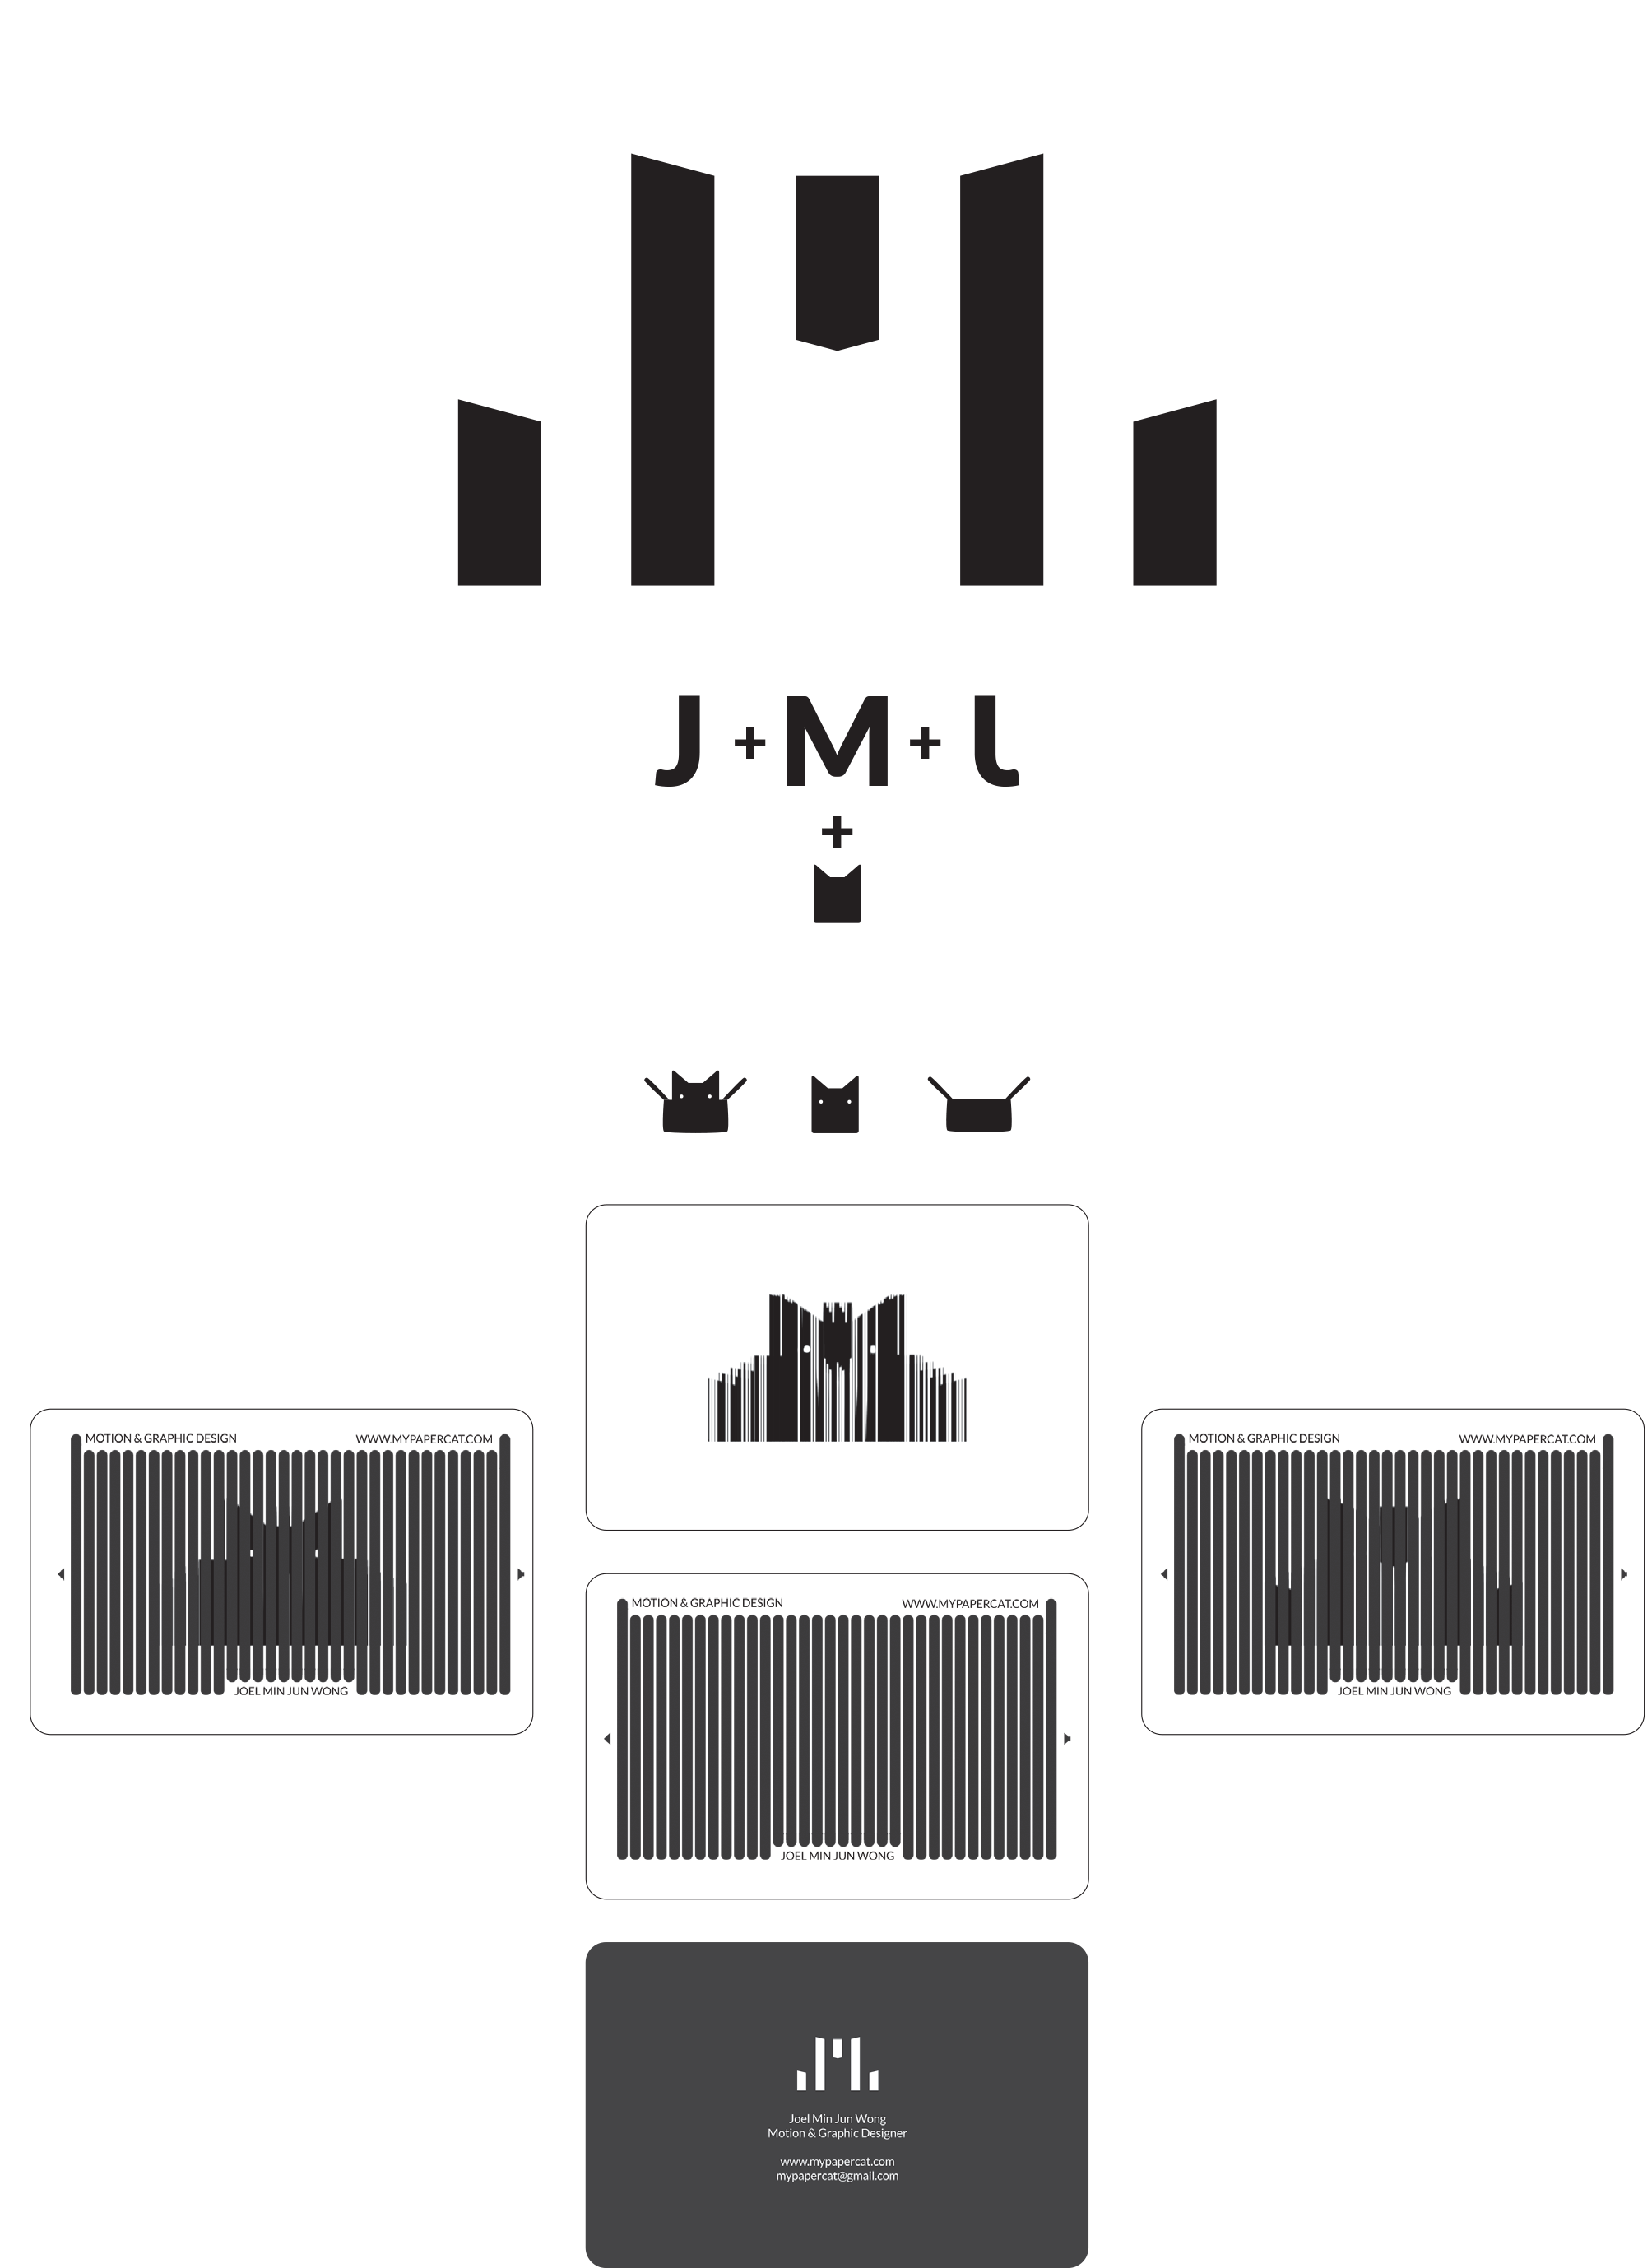 J + M + J
+
MOTION & GRAPHIC DESIGN WWW.MYPAPERCAT.COM
JOEL MIN JUN WONG
MOTION & GRAPHIC DESIGN WWW.MYPAPERCAT.COM
JOEL MIN JUN WONG
MOTION & GRAPHIC DESIGN WWW.MYPAPERCAT.COM
JOEL MIN JUN WONG
Joel Min Jun Wong
Motion & Graphic Designer
www.mypapercat.com
mypapercat@gmail.com